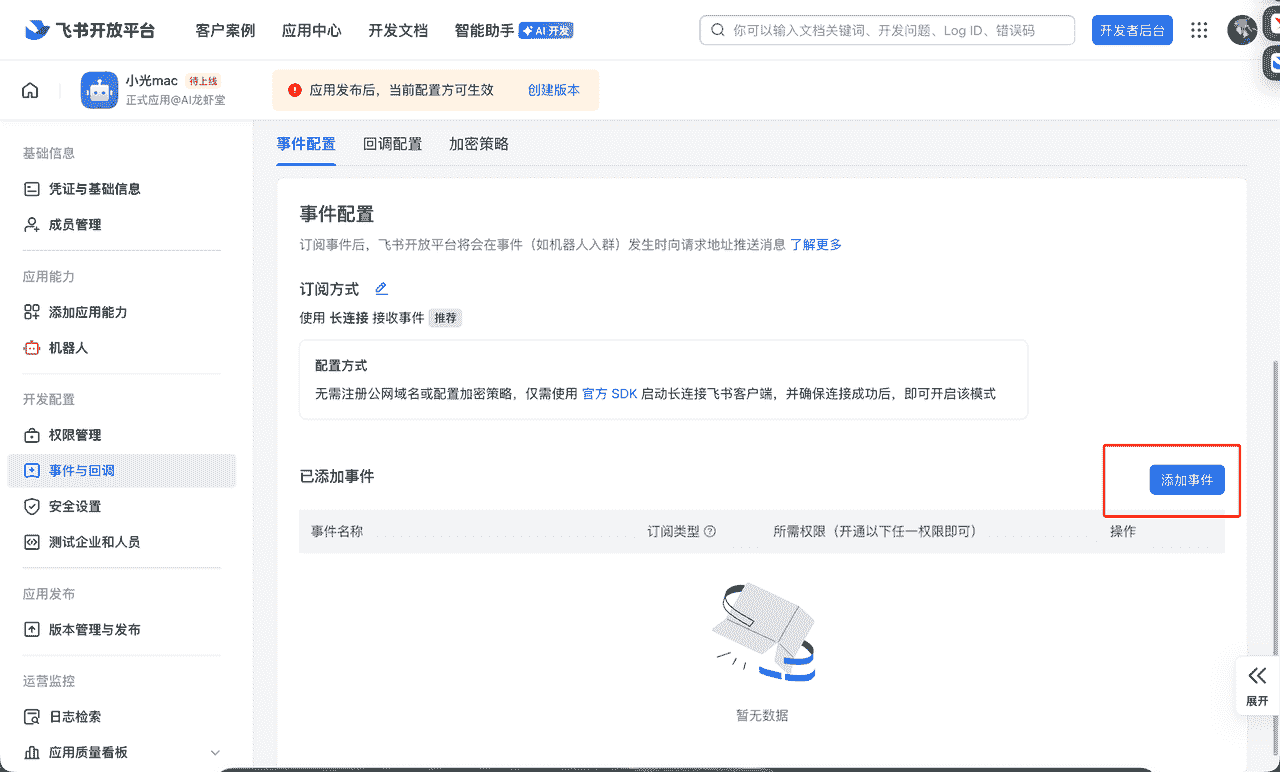 飞书开放平台 客户案例 应用中心 开发文档 智能助手 AI 开发 你可以输入文档关键词、开发问题、Log ID、错误码 开发者后台
小光mac 待上线
正式应用@AI龙虾堂
应用发布后，当前配置方可生效 创建版本
基础信息
凭证与基础信息
成员管理
应用能力
添加应用能力
机器人
开发配置
权限管理
事件与回调
安全设置
测试企业和人员
应用发布
版本管理与发布
运营监控
日志检索
应用质量看板
事件配置 回调配置 加密策略
事件配置
订阅事件后，飞书开放平台将会在事件（如机器人入群）发生时向请求地址推送消息 了解更多
订阅方式
使用 长连接 接收事件 推荐
配置方式
无需注册公网域名或配置加密策略，仅需使用 官方 SDK 启动长连接飞书客户端，并确保连接成功后，即可开启该模式
已添加事件 添加事件
事件名称 订阅类型 所需权限（开通以下任一权限即可） 操作
暂无数据
展开